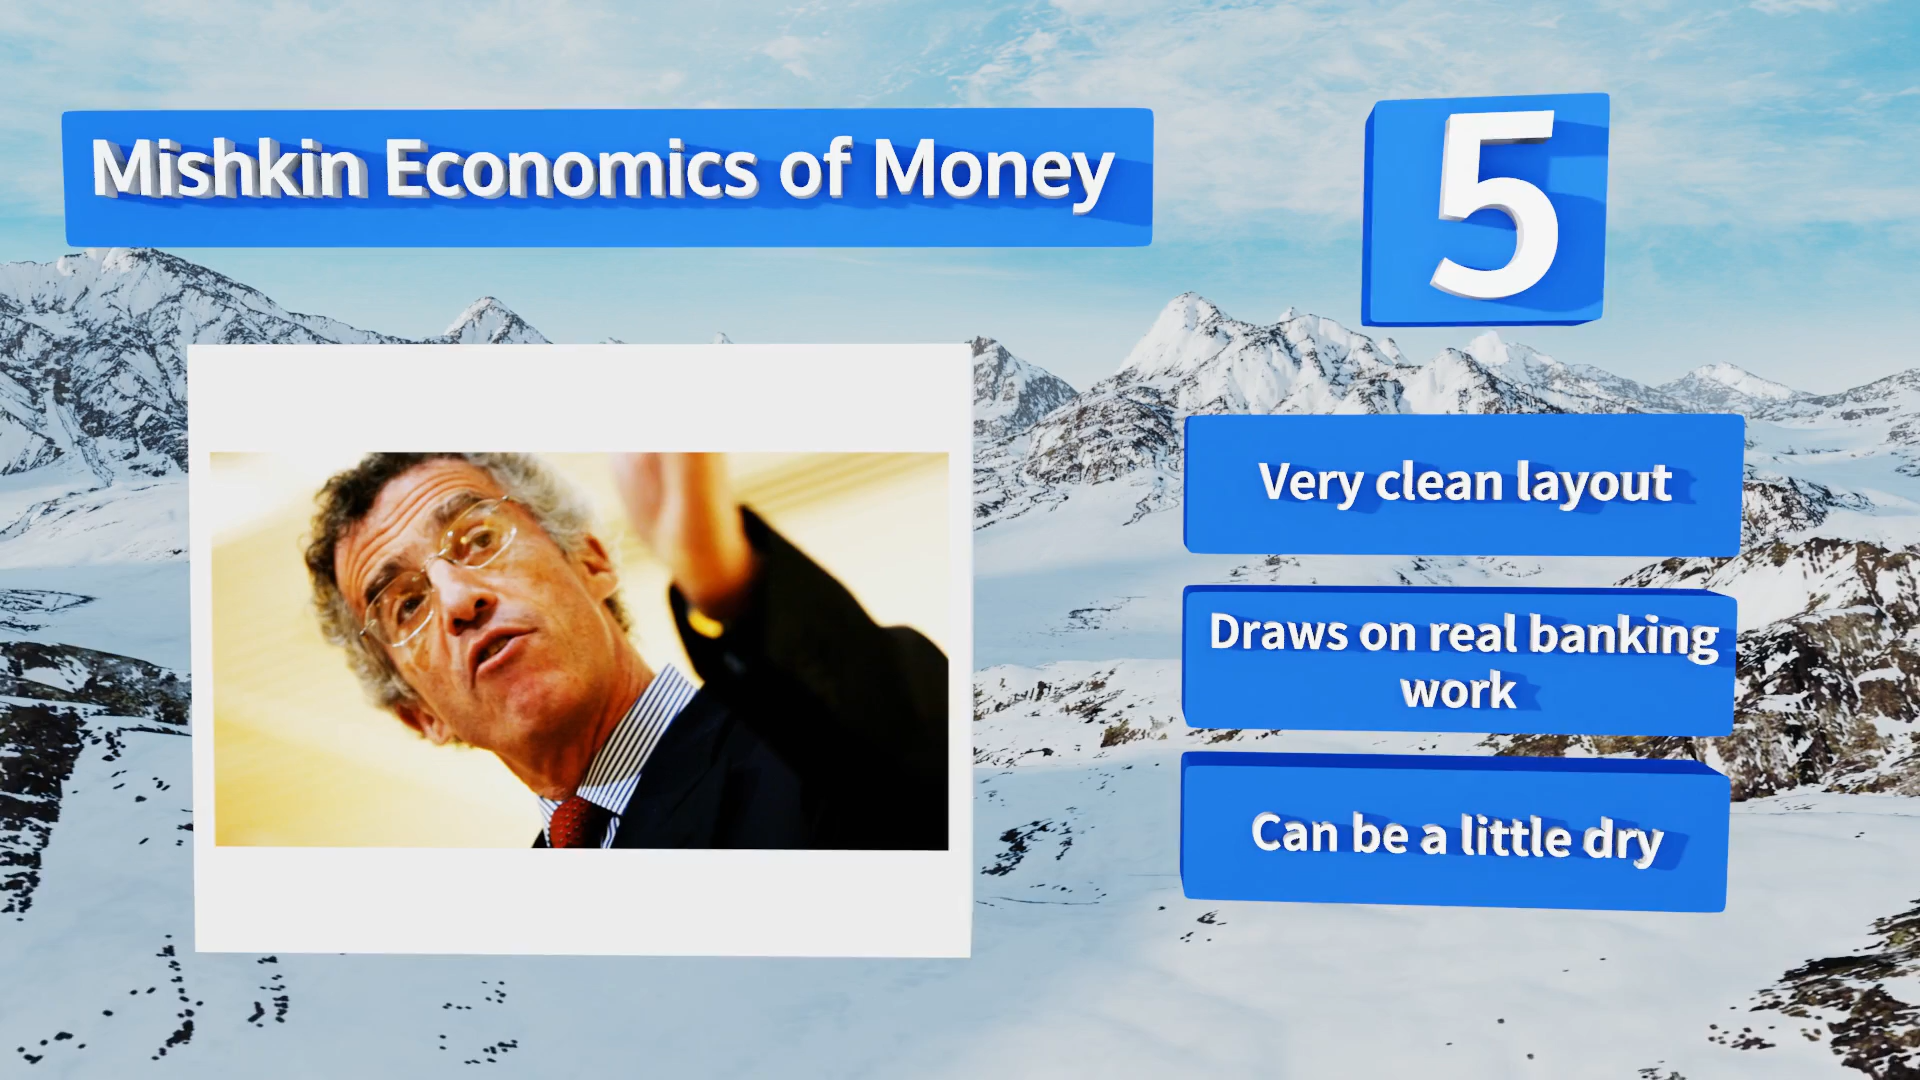 Mishkin Economics of Money
5
Very clean layout
Draws on real banking
work
Can be a little dry